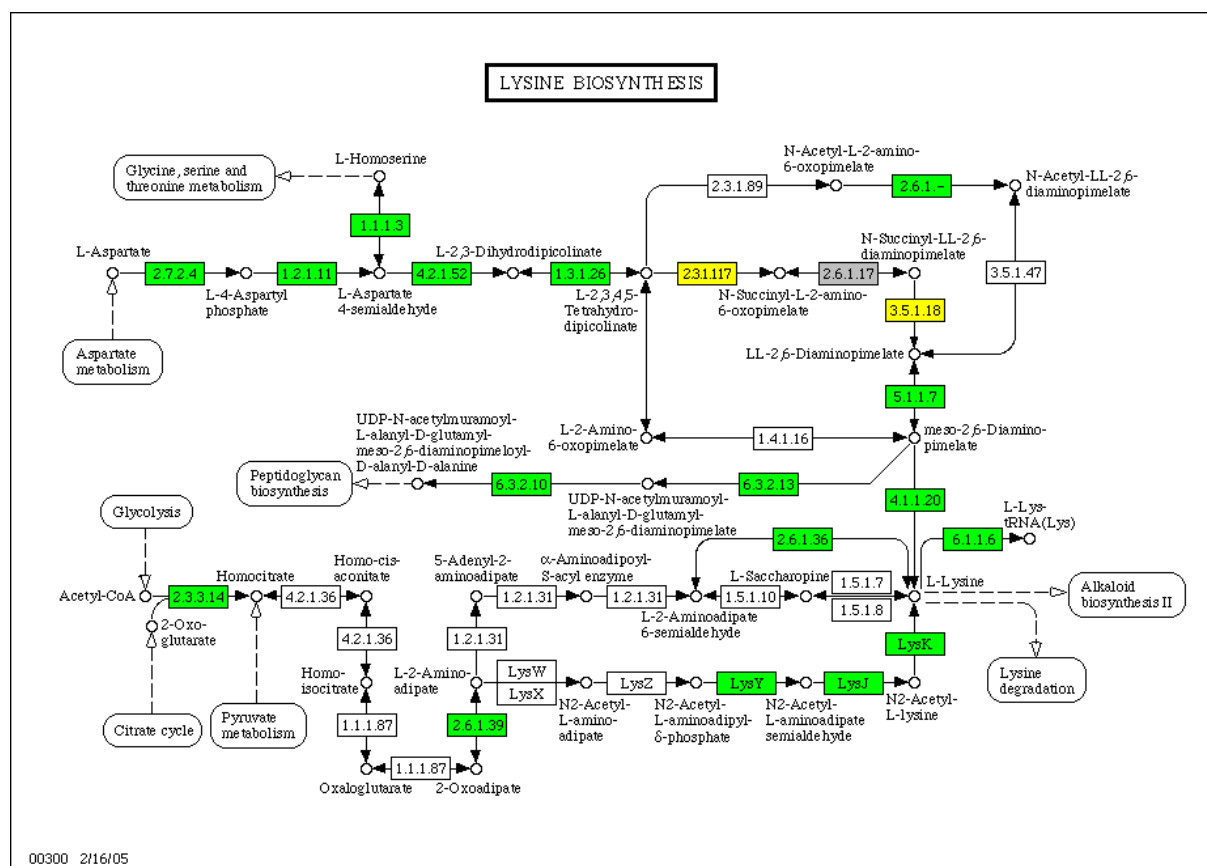 LYSINE BIOSYNTHESIS
Glycine, serine and
threonine metabolism
L-Homoserine
1.1.1.3
N-Acetyl-L-2-amino-
6-oxopimelate
2.3.1.89
2.6.1.-
N-Acetyl-LL-2,6-
diaminopimelate
L-Aspartate
2.7.2.4
L-4-Aspartyl
phosphate
1.2.1.11
L-Aspartate
4-semialdehyde
4.2.1.52
L-2,3-Dihydrodipicolinate
1.3.1.26
L-2,3,4,5-
Tetrahydro-
dipicolinate
2.3.1.117
N-Succinyl-L-2-amino-
6-oxopimelate
2.6.1.17
N-Succinyl-LL-2,6-
diaminopimelate
3.5.1.47
3.5.1.18
Aspartate
metabolism
LL-2,6-Diaminopimelate
5.1.1.7
L-2-Amino-
6-oxopimelate
1.4.1.16
meso-2,6-Diamino-
pimelate
UDP-N-acetylmuramoyl-
L-alanyl-D-glutamyl-
meso-2,6-diaminopimeloyl-
D-alanyl-D-alanine
Peptidoglycan
biosynthesis
6.3.2.10
UDP-N-acetylmuramoyl-
L-alanyl-D-glutamyl-
meso-2,6-diaminopimelate
6.3.2.13
4.1.1.20
L-Lys-
tRNA(Lys)
6.1.1.6
Glycolysis
Acetyl-CoA
2.3.3.14
2-Oxo-
glutarate
Homocitrate
4.2.1.36
Homo-cis-
aconitate
4.2.1.36
Homo-
isocitrate
1.1.1.87
Oxaloglutarate
1.1.1.87
2-Oxoadipate
2.6.1.39
L-2-Amino-
adipate
1.2.1.31
5-Adenyl-2-
aminoadipate
1.2.1.31
α-Aminoadipoyl-
S-acyl enzyme
1.2.1.31
2.6.1.36
L-2-Aminoadipate
6-semialdehyde
1.5.1.10
L-Saccharopine
1.5.1.7
1.5.1.8
L-Lysine
Alkaloid
biosynthesis II
Lysine
degradation
LysW
LysX
N2-Acetyl-
L-amino-
adipate
LysZ
N2-Acetyl-
L-aminoadipyl-
δ-phosphate
LysY
N2-Acetyl-
L-aminoadipate
semialdehyde
LysJ
N2-Acetyl-
L-lysine
LysK
Citrate cycle
Pyruvate
metabolism
00300 2/16/05